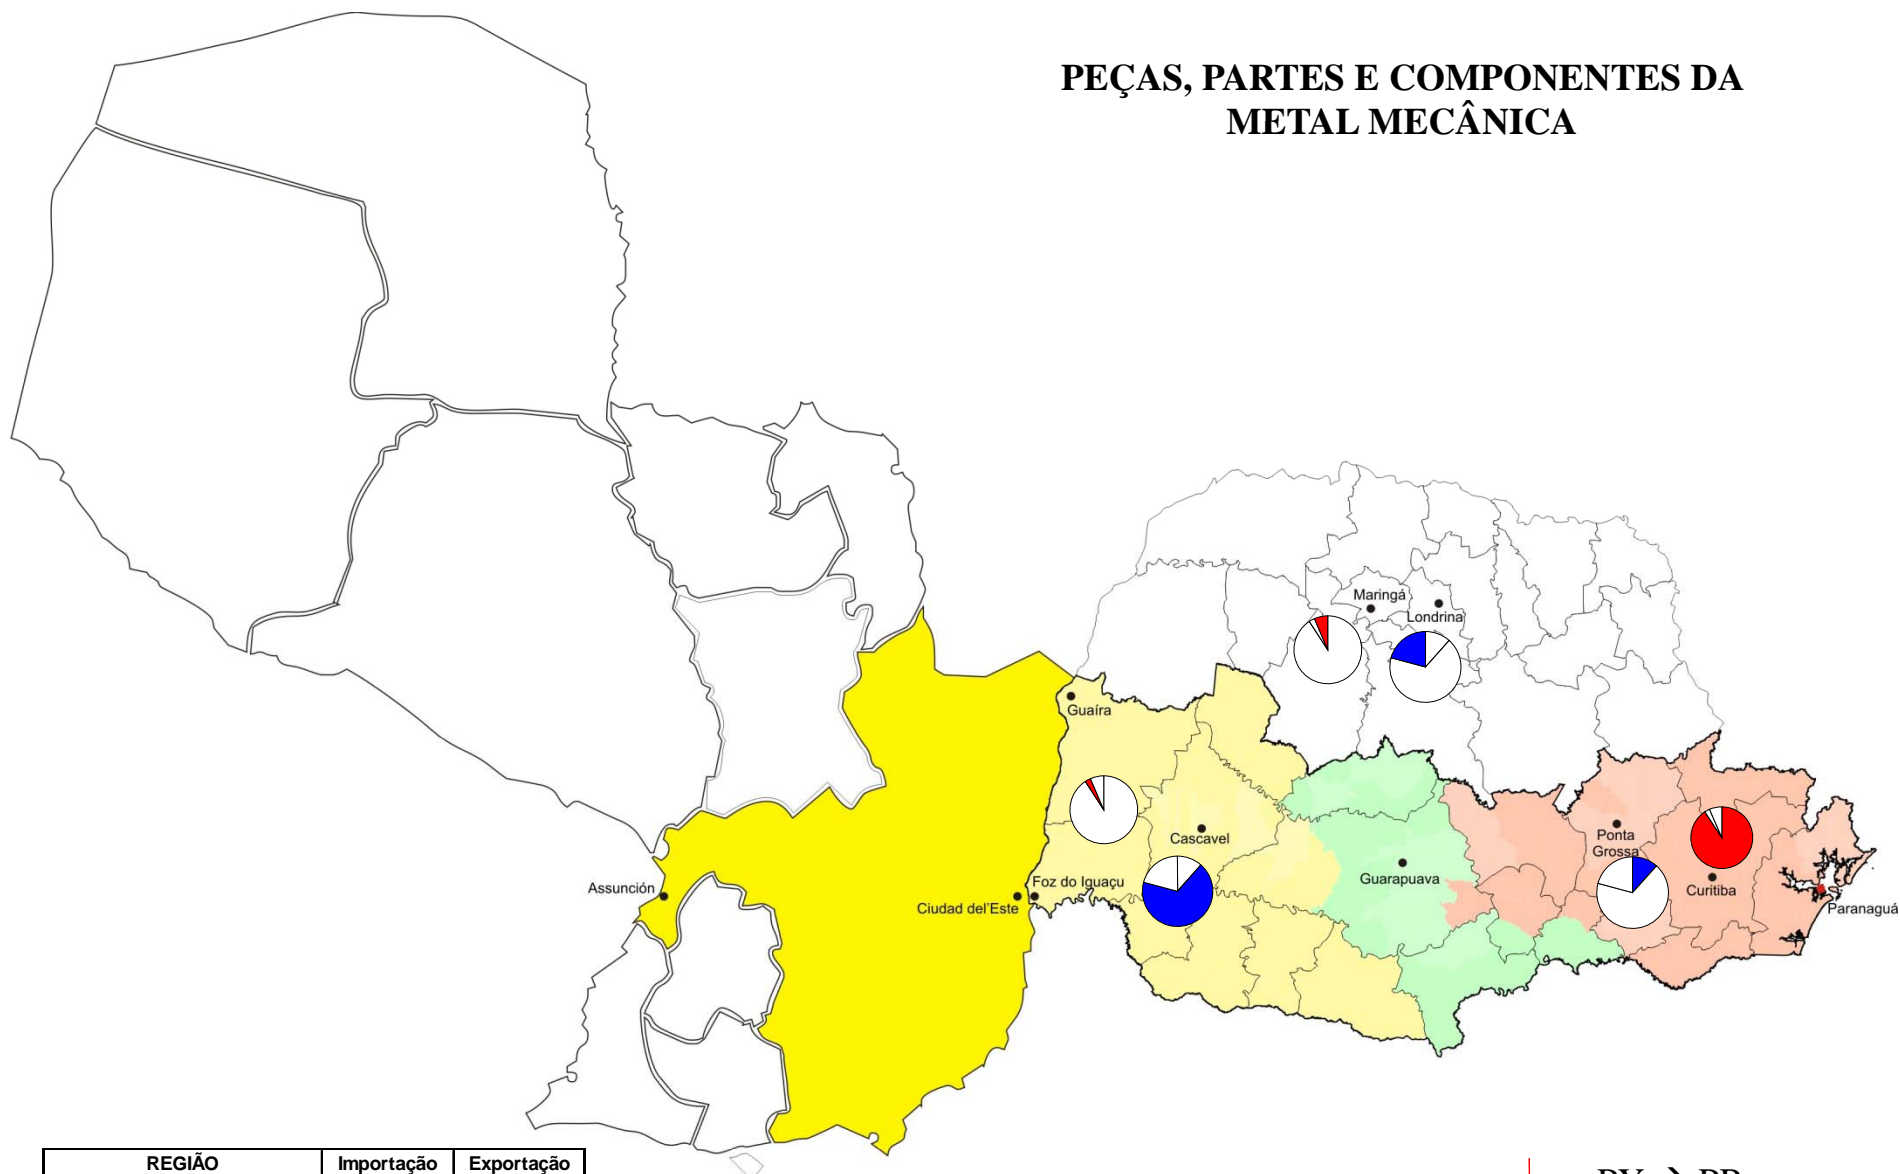 PEÇAS, PARTES E COMPONENTES DA
METAL MECÂNICA
Maringá
Londrina
Guaíra
Cascavel
Ponta
Grossa
Guarapuava
Curitiba
Foz do Iguaçu
Assunción
Ciudad del'Este
Paranaguá
REGIÃO Importação Exportação